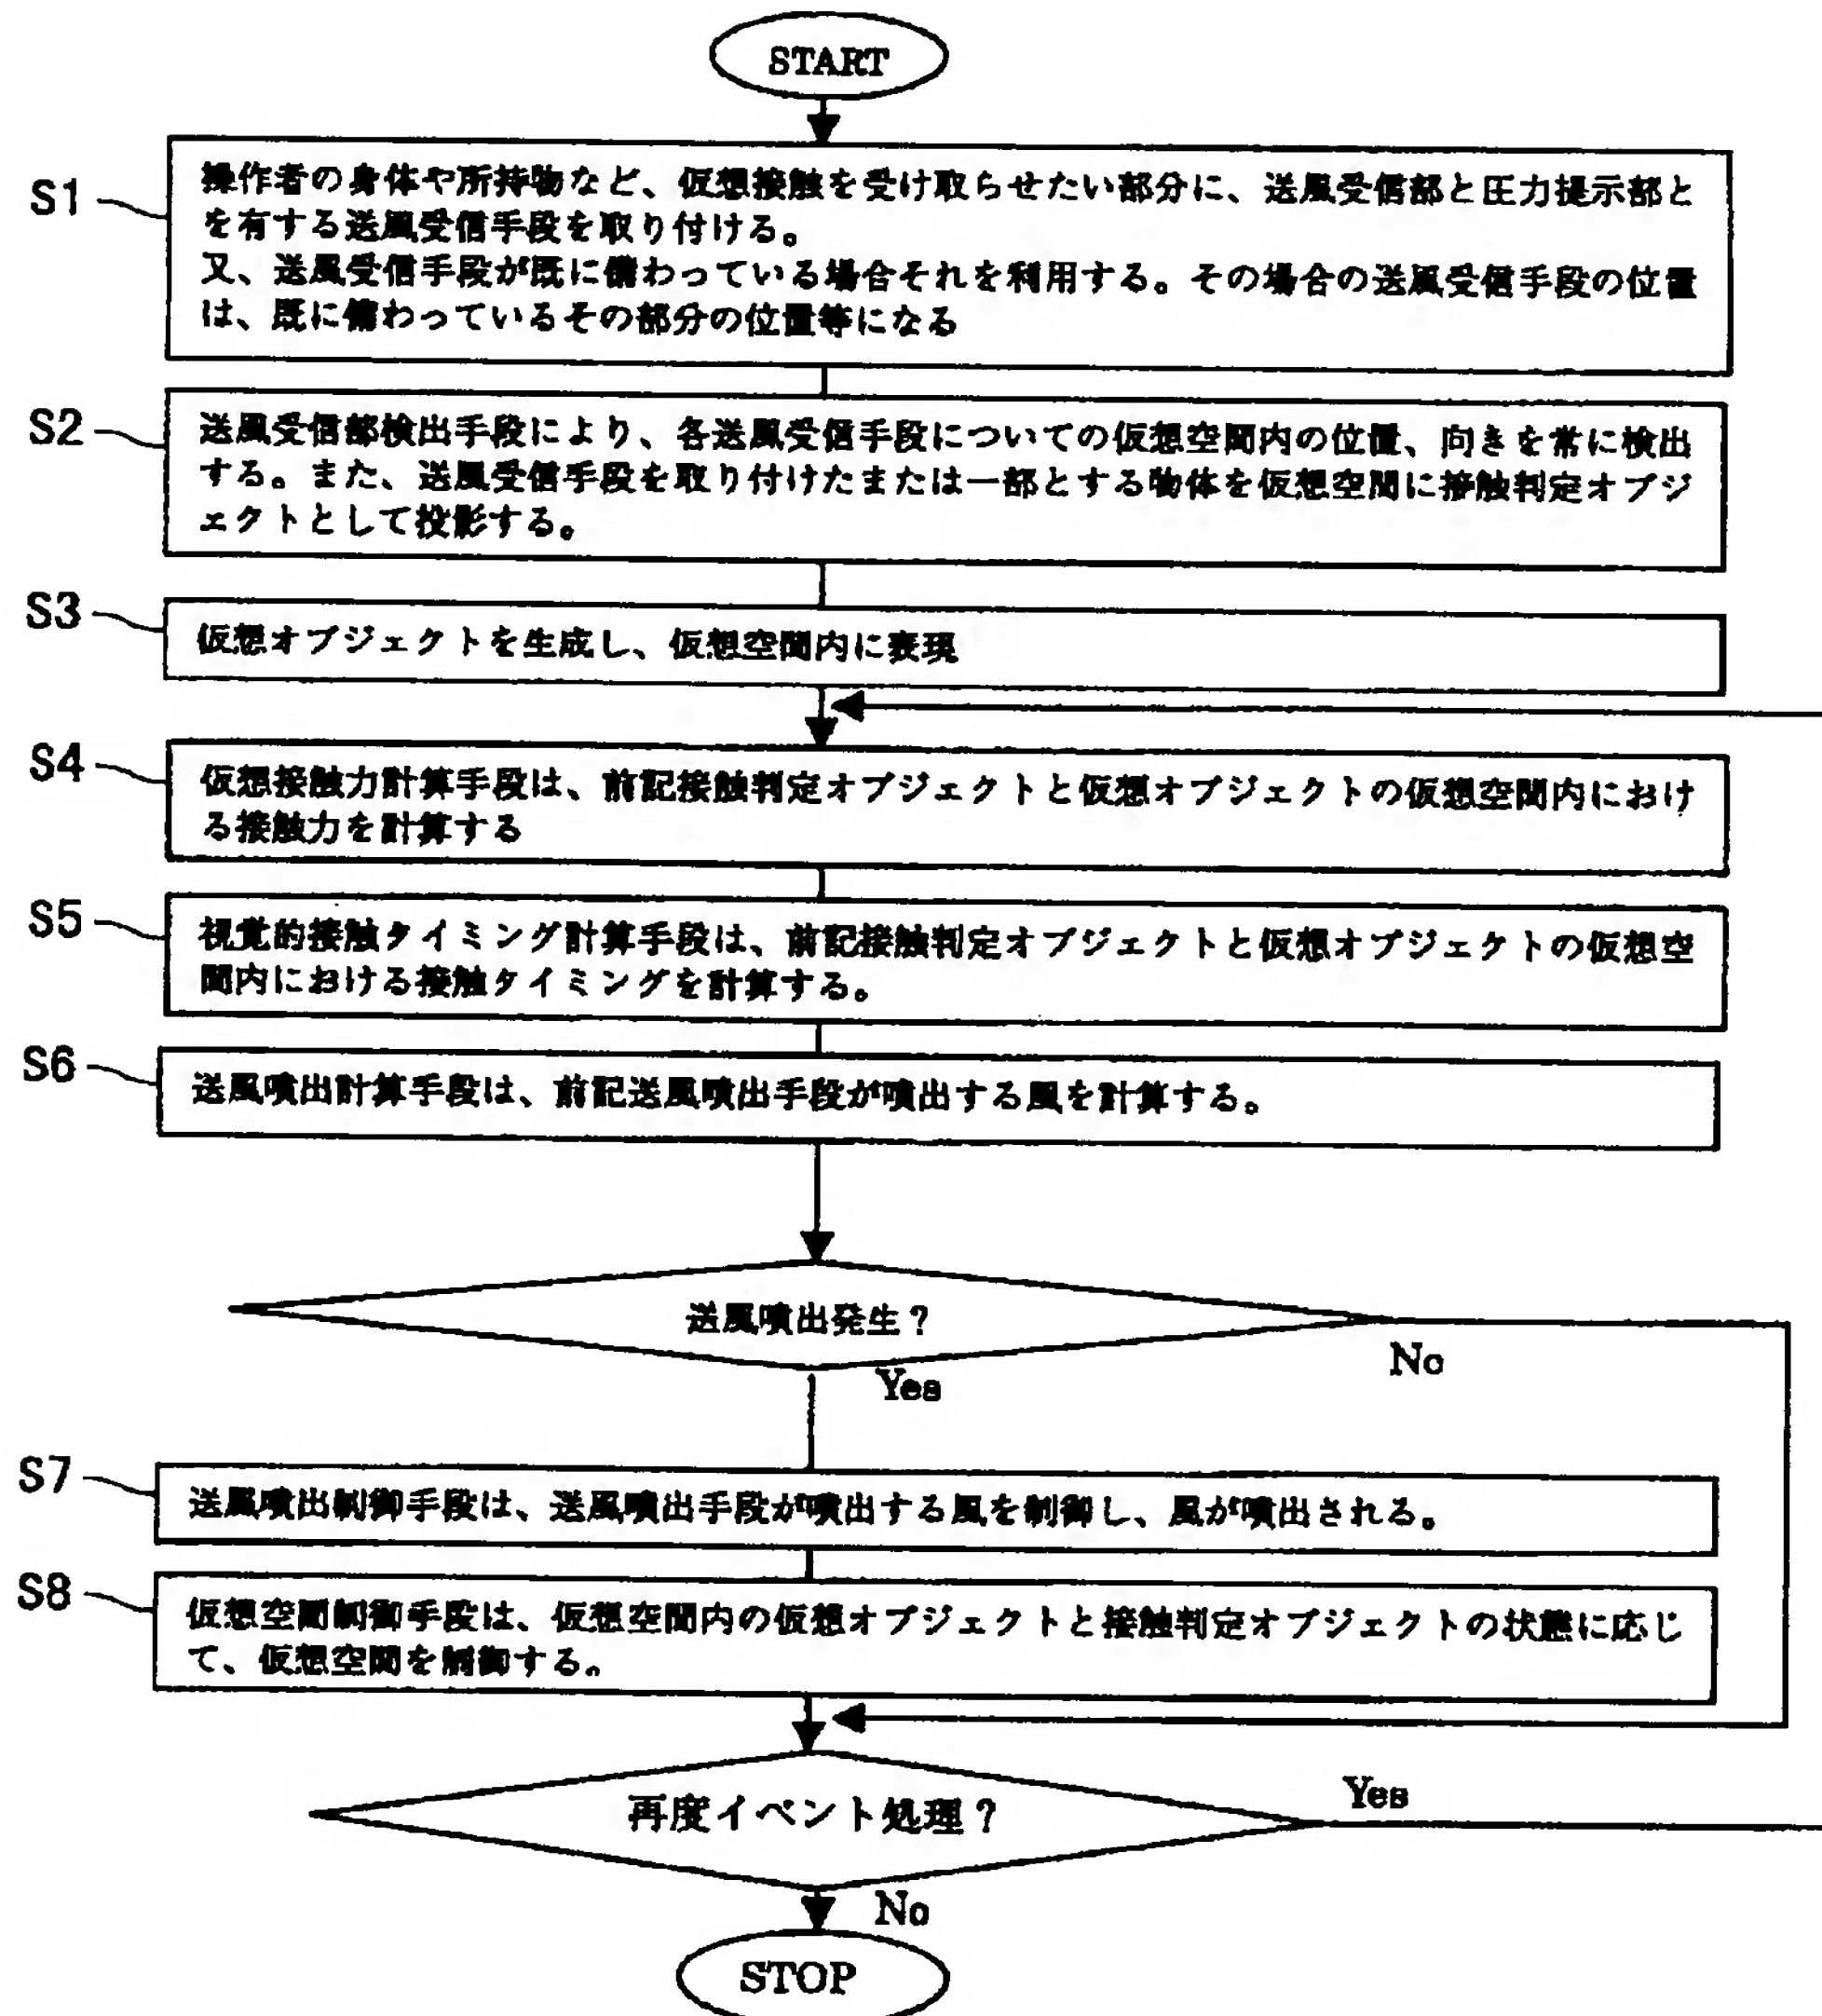 START
S1
操作者の身体や所持物など、仮想接触を受け取らせたい部分に、送風受信部と圧力提示部と
を有する送風受信手段を取り付ける。
又、送風受信手段が既に備わっている場合それを利用する。その場合の送風受信手段の位置
は、既に備わっているその部分の位置等になる
S2
送風受信部検出手段により、各送風受信手段についての仮想空間内の位置、向きを常に検出
する。また、送風受信手段を取り付けたまたは一部とする物体を仮想空間に接触判定オブジ
ェクトとして投影する。
S3
仮想オブジェクトを生成し、仮想空間内に表現
S4
仮想接触力計算手段は、前記接触判定オブジェクトと仮想オブジェクトの仮想空間内におけ
る接触力を計算する
S5
視覚的接触タイミング計算手段は、前記接触判定オブジェクトと仮想オブジェクトの仮想空
間内における接触タイミングを計算する。
S6
送風噴出計算手段は、前記送風噴出手段が噴出する風を計算する。
送風噴出発生？
No
Yes
S7
送風噴出制御手段は、送風噴出手段が噴出する風を制御し、風が噴出される。
S8
仮想空間制御手段は、仮想空間内の仮想オブジェクトと接触判定オブジェクトの状態に応じ
て、仮想空間を制御する。
再度イベント処理？
Yes
No
STOP